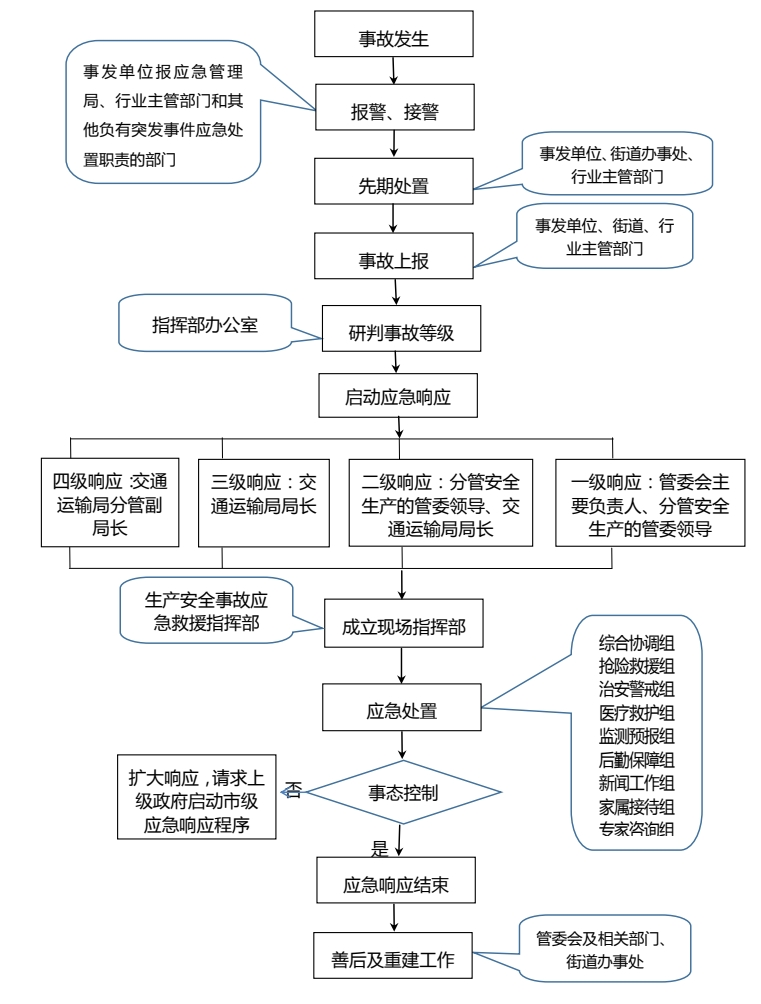 事故发生
事发单位报应急管理
局、行业主管部门和其
他负有突发事件应急处
置职责的部门
报警、接警
先期处置
事发单位、街道办事处、
行业主管部门
事故上报
事发单位、街道、行
业主管部门
指挥部办公室
研判事故等级
启动应急响应
四级响应：交通
运输局分管副
局长
三级响应：交
通运输局局长
二级响应：分管安全
生产的管委领导、交
通运输局局长
一级响应：管委会主
要负责人、分管安全
生产的管委领导
生产安全事故应
急救援指挥部
成立现场指挥部
应急处置
综合协调组
抢险救援组
治安警戒组
医疗救护组
监测预报组
后勤保障组
新闻工作组
家属接待组
专家咨询组
扩大响应，请求上
级政府启动市级
应急响应程序
否
事态控制
是
应急响应结束
善后及重建工作
管委会及相关部门、
街道办事处